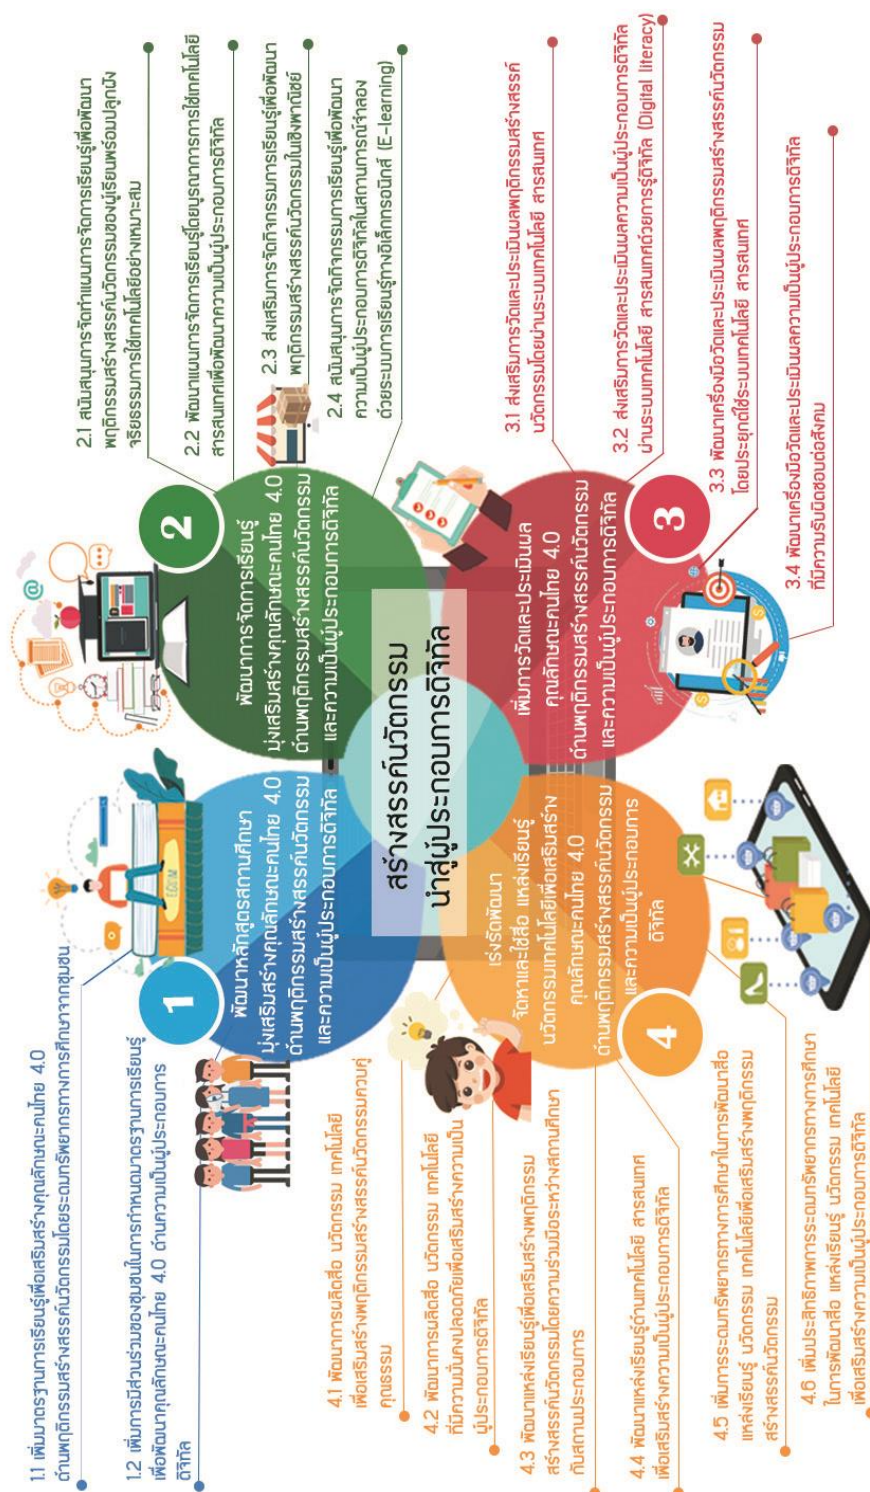 สร้างสรรค์นวัตกรรม
นำสู่ผู้ประกอบการดิจิทัล
1
พัฒนาหลักสูตรสถานศึกษา
มุ่งเสริมสร้างคุณลักษณะคนไทย 4.0
ด้านพฤติกรรมสร้างสรรค์นวัตกรรม
และความเป็นผู้ประกอบการดิจิทัล
1.1 เพิ่มมาตรฐานการเรียนรู้เพื่อเสริมสร้างคุณลักษณะคนไทย 4.0
ด้านพฤติกรรมสร้างสรรค์นวัตกรรมโดยระดมทรัพยากรทางการศึกษาจากชุมชน
1.2 เพิ่มการมีส่วนร่วมของชุมชนในการกำหนดมาตรฐานการเรียนรู้
เพื่อพัฒนาคุณลักษณะคนไทย 4.0 ด้านความเป็นผู้ประกอบการ
ดิจิทัล
2
พัฒนาการจัดการเรียนรู้
มุ่งเสริมสร้างคุณลักษณะคนไทย 4.0
ด้านพฤติกรรมสร้างสรรค์นวัตกรรม
และความเป็นผู้ประกอบการดิจิทัล
2.1 สนับสนุนการจัดทำแผนการจัดการเรียนรู้เพื่อพัฒนา
พฤติกรรมสร้างสรรค์นวัตกรรมของผู้เรียนพร้อมปลูกฝัง
จริยธรรมการใช้เทคโนโลยีอย่างเหมาะสม
2.2 พัฒนาแผนการจัดการเรียนรู้โดยบูรณาการการใช้เทคโนโลยี
สารสนเทศเพื่อพัฒนาความเป็นผู้ประกอบการดิจิทัล
2.3 ส่งเสริมการจัดกิจกรรมการเรียนรู้เพื่อพัฒนา
พฤติกรรมสร้างสรรค์นวัตกรรมในเชิงพาณิชย์
2.4 สนับสนุนการจัดกิจกรรมการเรียนรู้เพื่อพัฒนา
ความเป็นผู้ประกอบการดิจิทัลในสถานการณ์จำลอง
ด้วยระบบการเรียนรู้ทางอิเล็กทรอนิกส์ (E-learning)
3
เพิ่มการวัดและประเมินผล
คุณลักษณะคนไทย 4.0
ด้านพฤติกรรมสร้างสรรค์นวัตกรรม
และความเป็นผู้ประกอบการดิจิทัล
3.1 ส่งเสริมการวัดและประเมินผลพฤติกรรมสร้างสรรค์
นวัตกรรมโดยผ่านระบบเทคโนโลยี สารสนเทศ
3.2 ส่งเสริมการวัดและประเมินผลความเป็นผู้ประกอบการดิจิทัล
ผ่านระบบเทคโนโลยี สารสนเทศด้วยการรู้ดิจิทัล (Digital literacy)
3.3 พัฒนาเครื่องมือวัดและประเมินผลพฤติกรรมสร้างสรรค์นวัตกรรม
โดยประยุกต์ใช้ระบบเทคโนโลยี สารสนเทศ
3.4 พัฒนาเครื่องมือวัดและประเมินผลความเป็นผู้ประกอบการดิจิทัล
ที่มีความรับผิดชอบต่อสังคม
4
เร่งรัดพัฒนา
จัดหาและใช้สื่อ แหล่งเรียนรู้
นวัตกรรมเทคโนโลยีเพื่อเสริมสร้าง
คุณลักษณะคนไทย 4.0
ด้านพฤติกรรมสร้างสรรค์นวัตกรรม
และความเป็นผู้ประกอบการ
ดิจิทัล
4.1 พัฒนาการผลิตสื่อ นวัตกรรม เทคโนโลยี
เพื่อเสริมสร้างพฤติกรรมสร้างสรรค์นวัตกรรมควบคู่
คุณธรรม
4.2 พัฒนาการผลิตสื่อ นวัตกรรม เทคโนโลยี
ที่มีความมั่นคงปลอดภัยเพื่อเสริมสร้างความเป็น
ผู้ประกอบการดิจิทัล
4.3 พัฒนาแหล่งเรียนรู้เพื่อเสริมสร้างพฤติกรรม
สร้างสรรค์นวัตกรรมโดยความร่วมมือระหว่างสถานศึกษา
กับสถานประกอบการ
4.4 พัฒนาแหล่งเรียนรู้ด้านเทคโนโลยี สารสนเทศ
เพื่อเสริมสร้างความเป็นผู้ประกอบการดิจิทัล
4.5 เพิ่มการระดมทรัพยากรทางการศึกษาในการพัฒนาสื่อ
แหล่งเรียนรู้ นวัตกรรม เทคโนโลยีเพื่อเสริมสร้างพฤติกรรม
สร้างสรรค์นวัตกรรม
4.6 เพิ่มประสิทธิภาพการระดมทรัพยากรทางการศึกษา
ในการพัฒนาสื่อ แหล่งเรียนรู้ นวัตกรรม เทคโนโลยี
เพื่อเสริมสร้างความเป็นผู้ประกอบการดิจิทัล